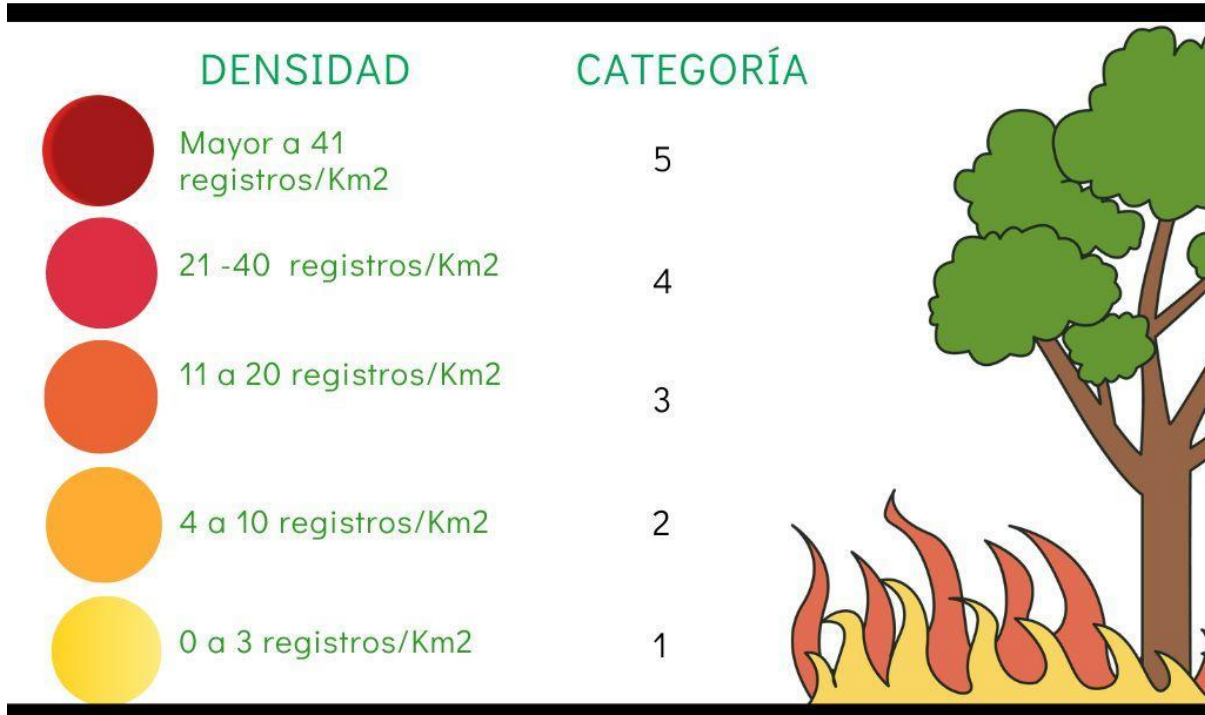 DENSIDAD CATEGORÍA
Mayor a 41
registros/Km2 5
21 -40 registros/Km2 4
11 a 20 registros/Km2 3
4 a 10 registros/Km2 2
0 a 3 registros/Km2 1